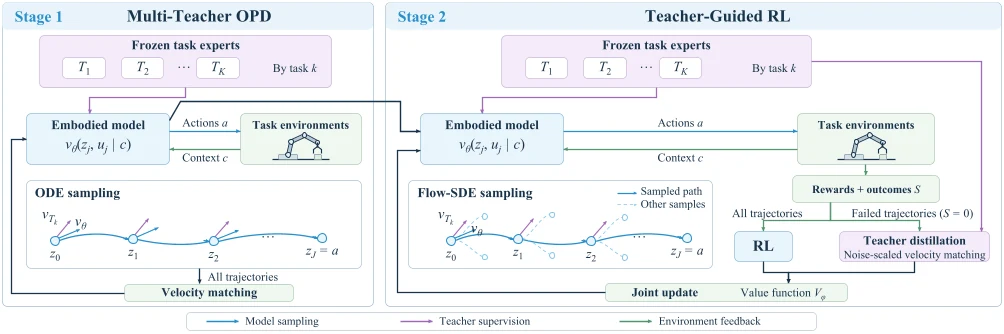 Stage 1
Multi-Teacher OPD
Frozen task experts
T1 T2 ⋯ TK By task k
Embodied model
vθ(zj, uj | c)
Actions a
Context c
Task environments
ODE sampling
vTk vθ
z0 z1 z2 ⋯ zJ = a
All trajectories
Velocity matching
Stage 2
Teacher-Guided RL
Frozen task experts
T1 T2 ⋯ TK By task k
Embodied model
vθ(zj, uj | c)
Actions a
Context c
Task environments
Rewards + outcomes S
All trajectories
Failed trajectories (S = 0)
RL
Teacher distillation
Noise-scaled velocity matching
Flow-SDE sampling
Sampled path
Other samples
vTk vθ
z0 z1 z2 ⋯ zJ = a
Joint update Value function Vφ
Model sampling
Teacher supervision
Environment feedback